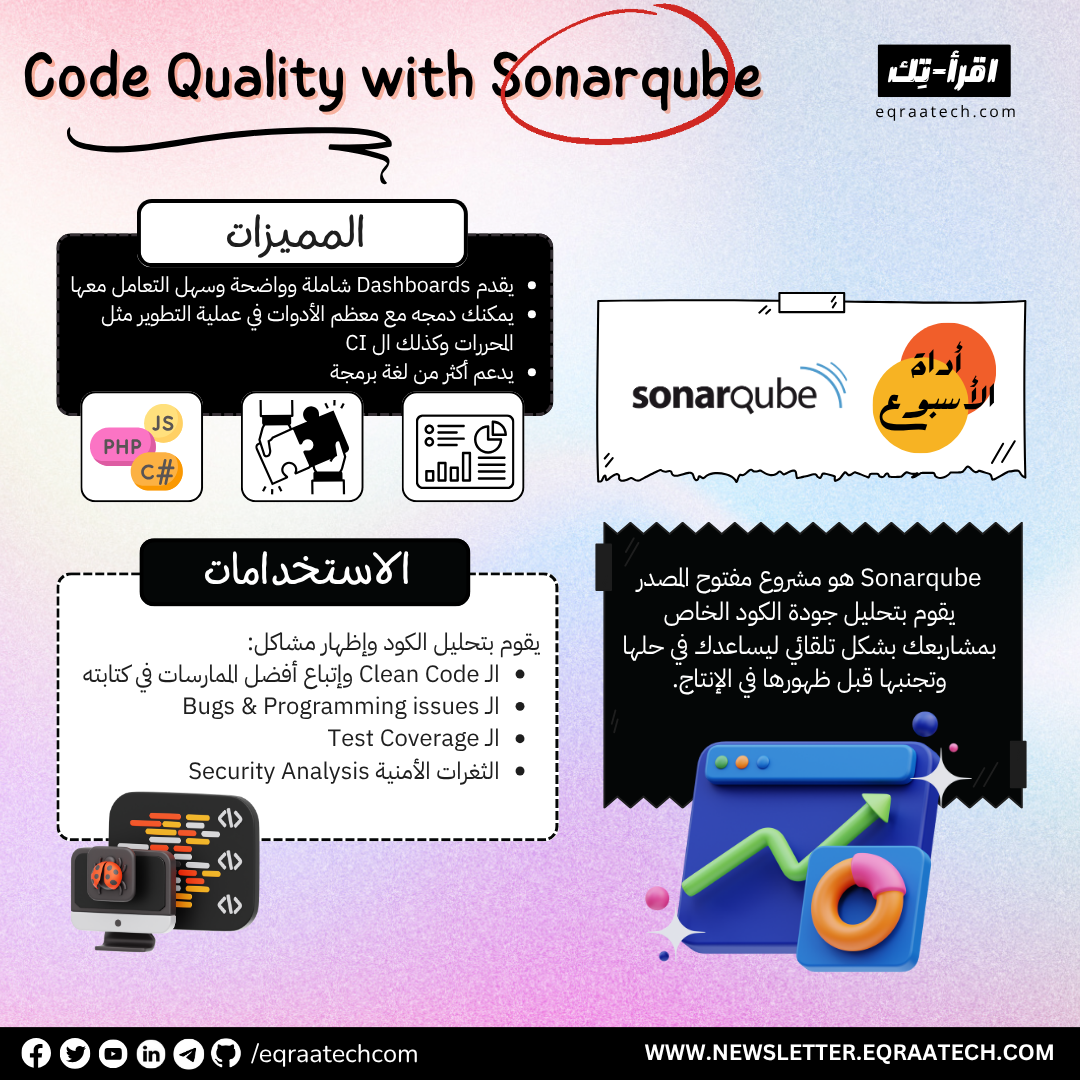 Code Quality with Sonarqube
اقرأ-تِك
eqraatech.com
المميزات
يقدم Dashboards شاملة وواضحة وسهل التعامل معها
يمكنك دمجه مع معظم الأدوات في عملية التطوير مثل
المحررات وكذلك ال CI
يدعم أكثر من لغة برمجة
JS
PHP
C#
sonarqube
أداة
الأسبوع
Sonarqube هو مشروع مفتوح المصدر
يقوم بتحليل جودة الكود الخاص
بمشاريعك بشكل تلقائي ليساعدك في حلها
وتجنبها قبل ظهورها في الإنتاج.
الاستخدامات
يقوم بتحليل الكود وإظهار مشاكل:
الـ Clean Code وإتباع أفضل الممارسات في كتابته
الـ Bugs & Programming issues
الـ Test Coverage
الثغرات الأمنية Security Analysis
/eqraatechcom
WWW.NEWSLETTER.EQRAATECH.COM